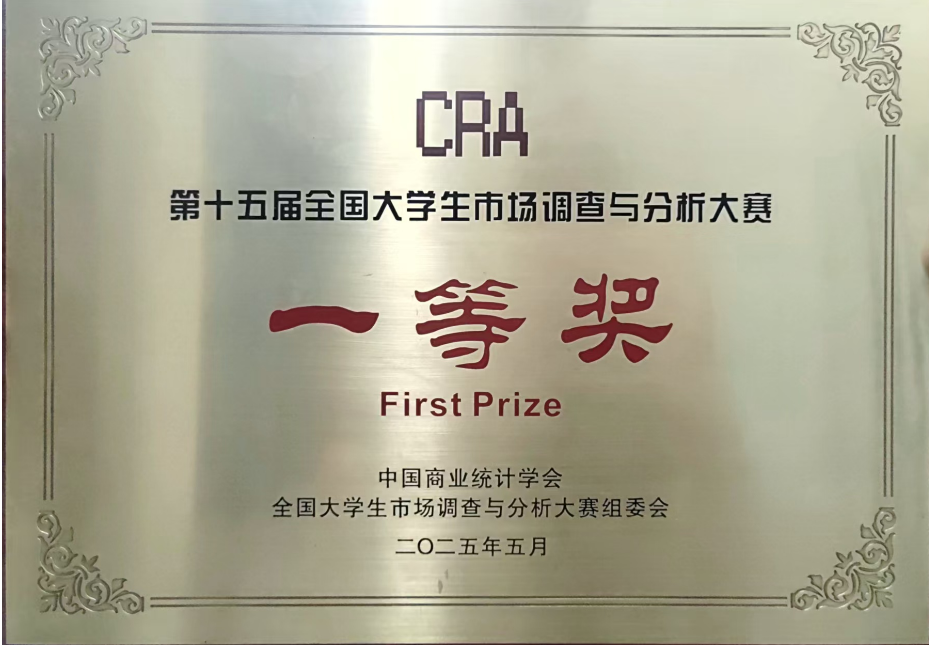 CRA
第十五届全国大学生市场调查与分析大赛
一等奖
First Prize
中国商业统计学会
全国大学生市场调查与分析大赛组委会
二〇二五年五月